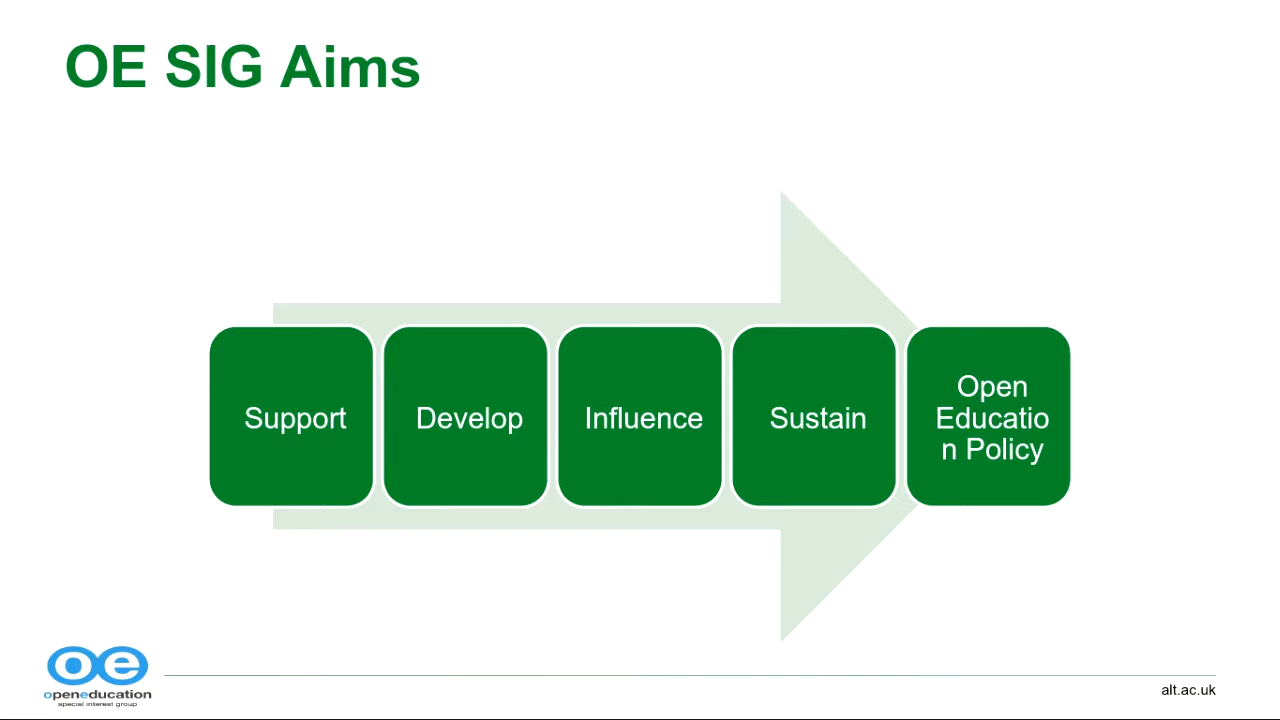 OE SIG Aims
Support
Develop
Influence
Sustain
Open
Educatio
n Policy
oe
openeducation
special interest group
alt.ac.uk